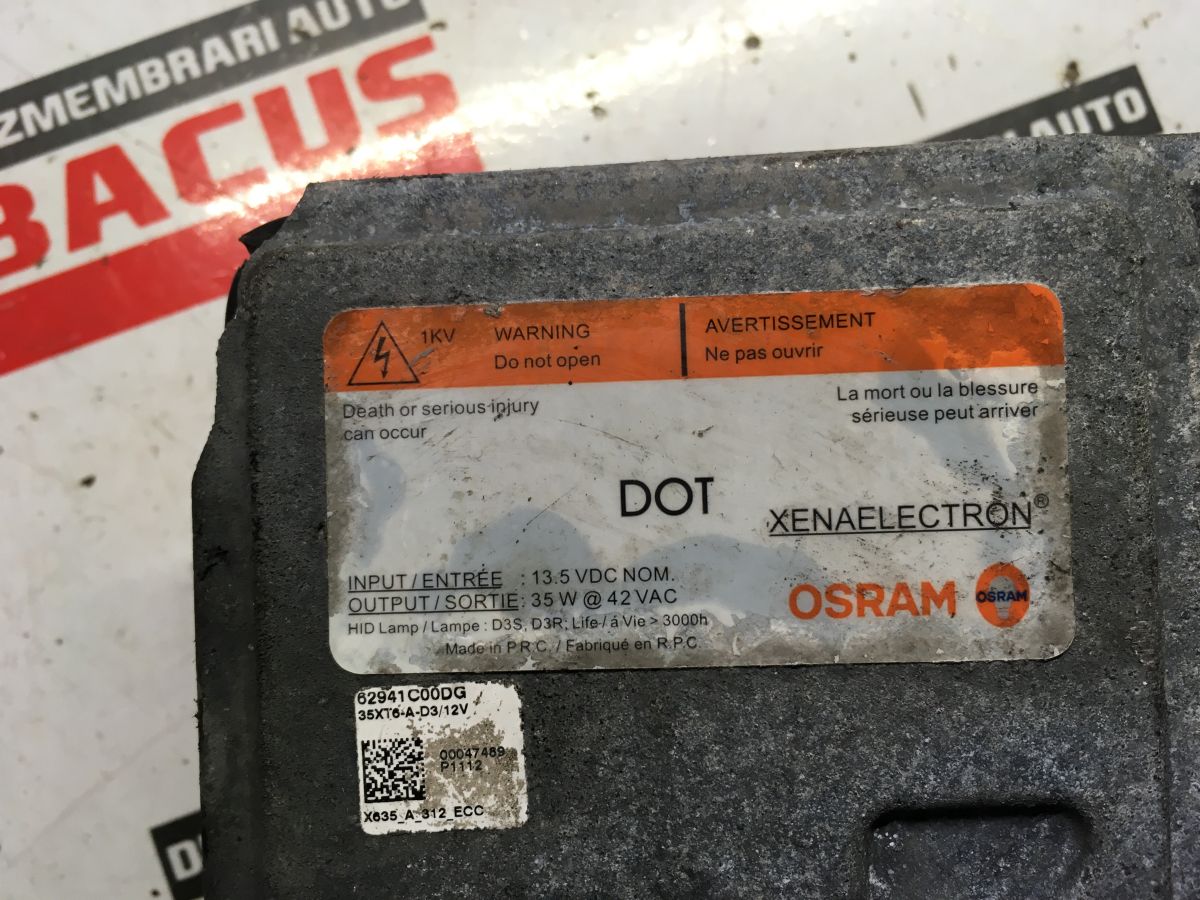 ZMEMBRARI AUTO
BACUS
AUTO
1KV
WARNING
Do not open
AVERTISSEMENT
Ne pas ouvrir
Death or serious injury
can occur
La mort ou la blessure
sérieuse peut arriver
DOT
XENAELECTRON®
INPUT / ENTRÉE : 13.5 VDC NOM.
OUTPUT / SORTIE : 35 W @ 42 VAC
HID Lamp / Lampe : D3S, D3R; Life / á Vie > 3000h
Made in P.R.C. / Fabriqué en R.P.C.
OSRAM
OSRAM
62941C00DG
35XT6-A-D3/12V
00047489
P1112
X635_A_312_ECC
D